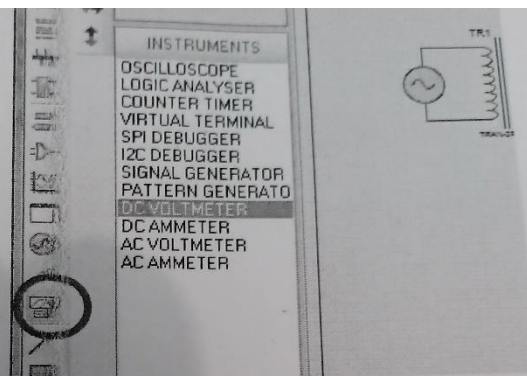 INSTRUMENTS
OSCILLOSCOPE
LOGIC ANALYSER
COUNTER TIMER
VIRTUAL TERMINAL
SPI DEBUGGER
I2C DEBUGGER
SIGNAL GENERATOR
PATTERN GENERATO
DC VOLTMETER
DC AMMETER
AC VOLTMETER
AC AMMETER
TR1